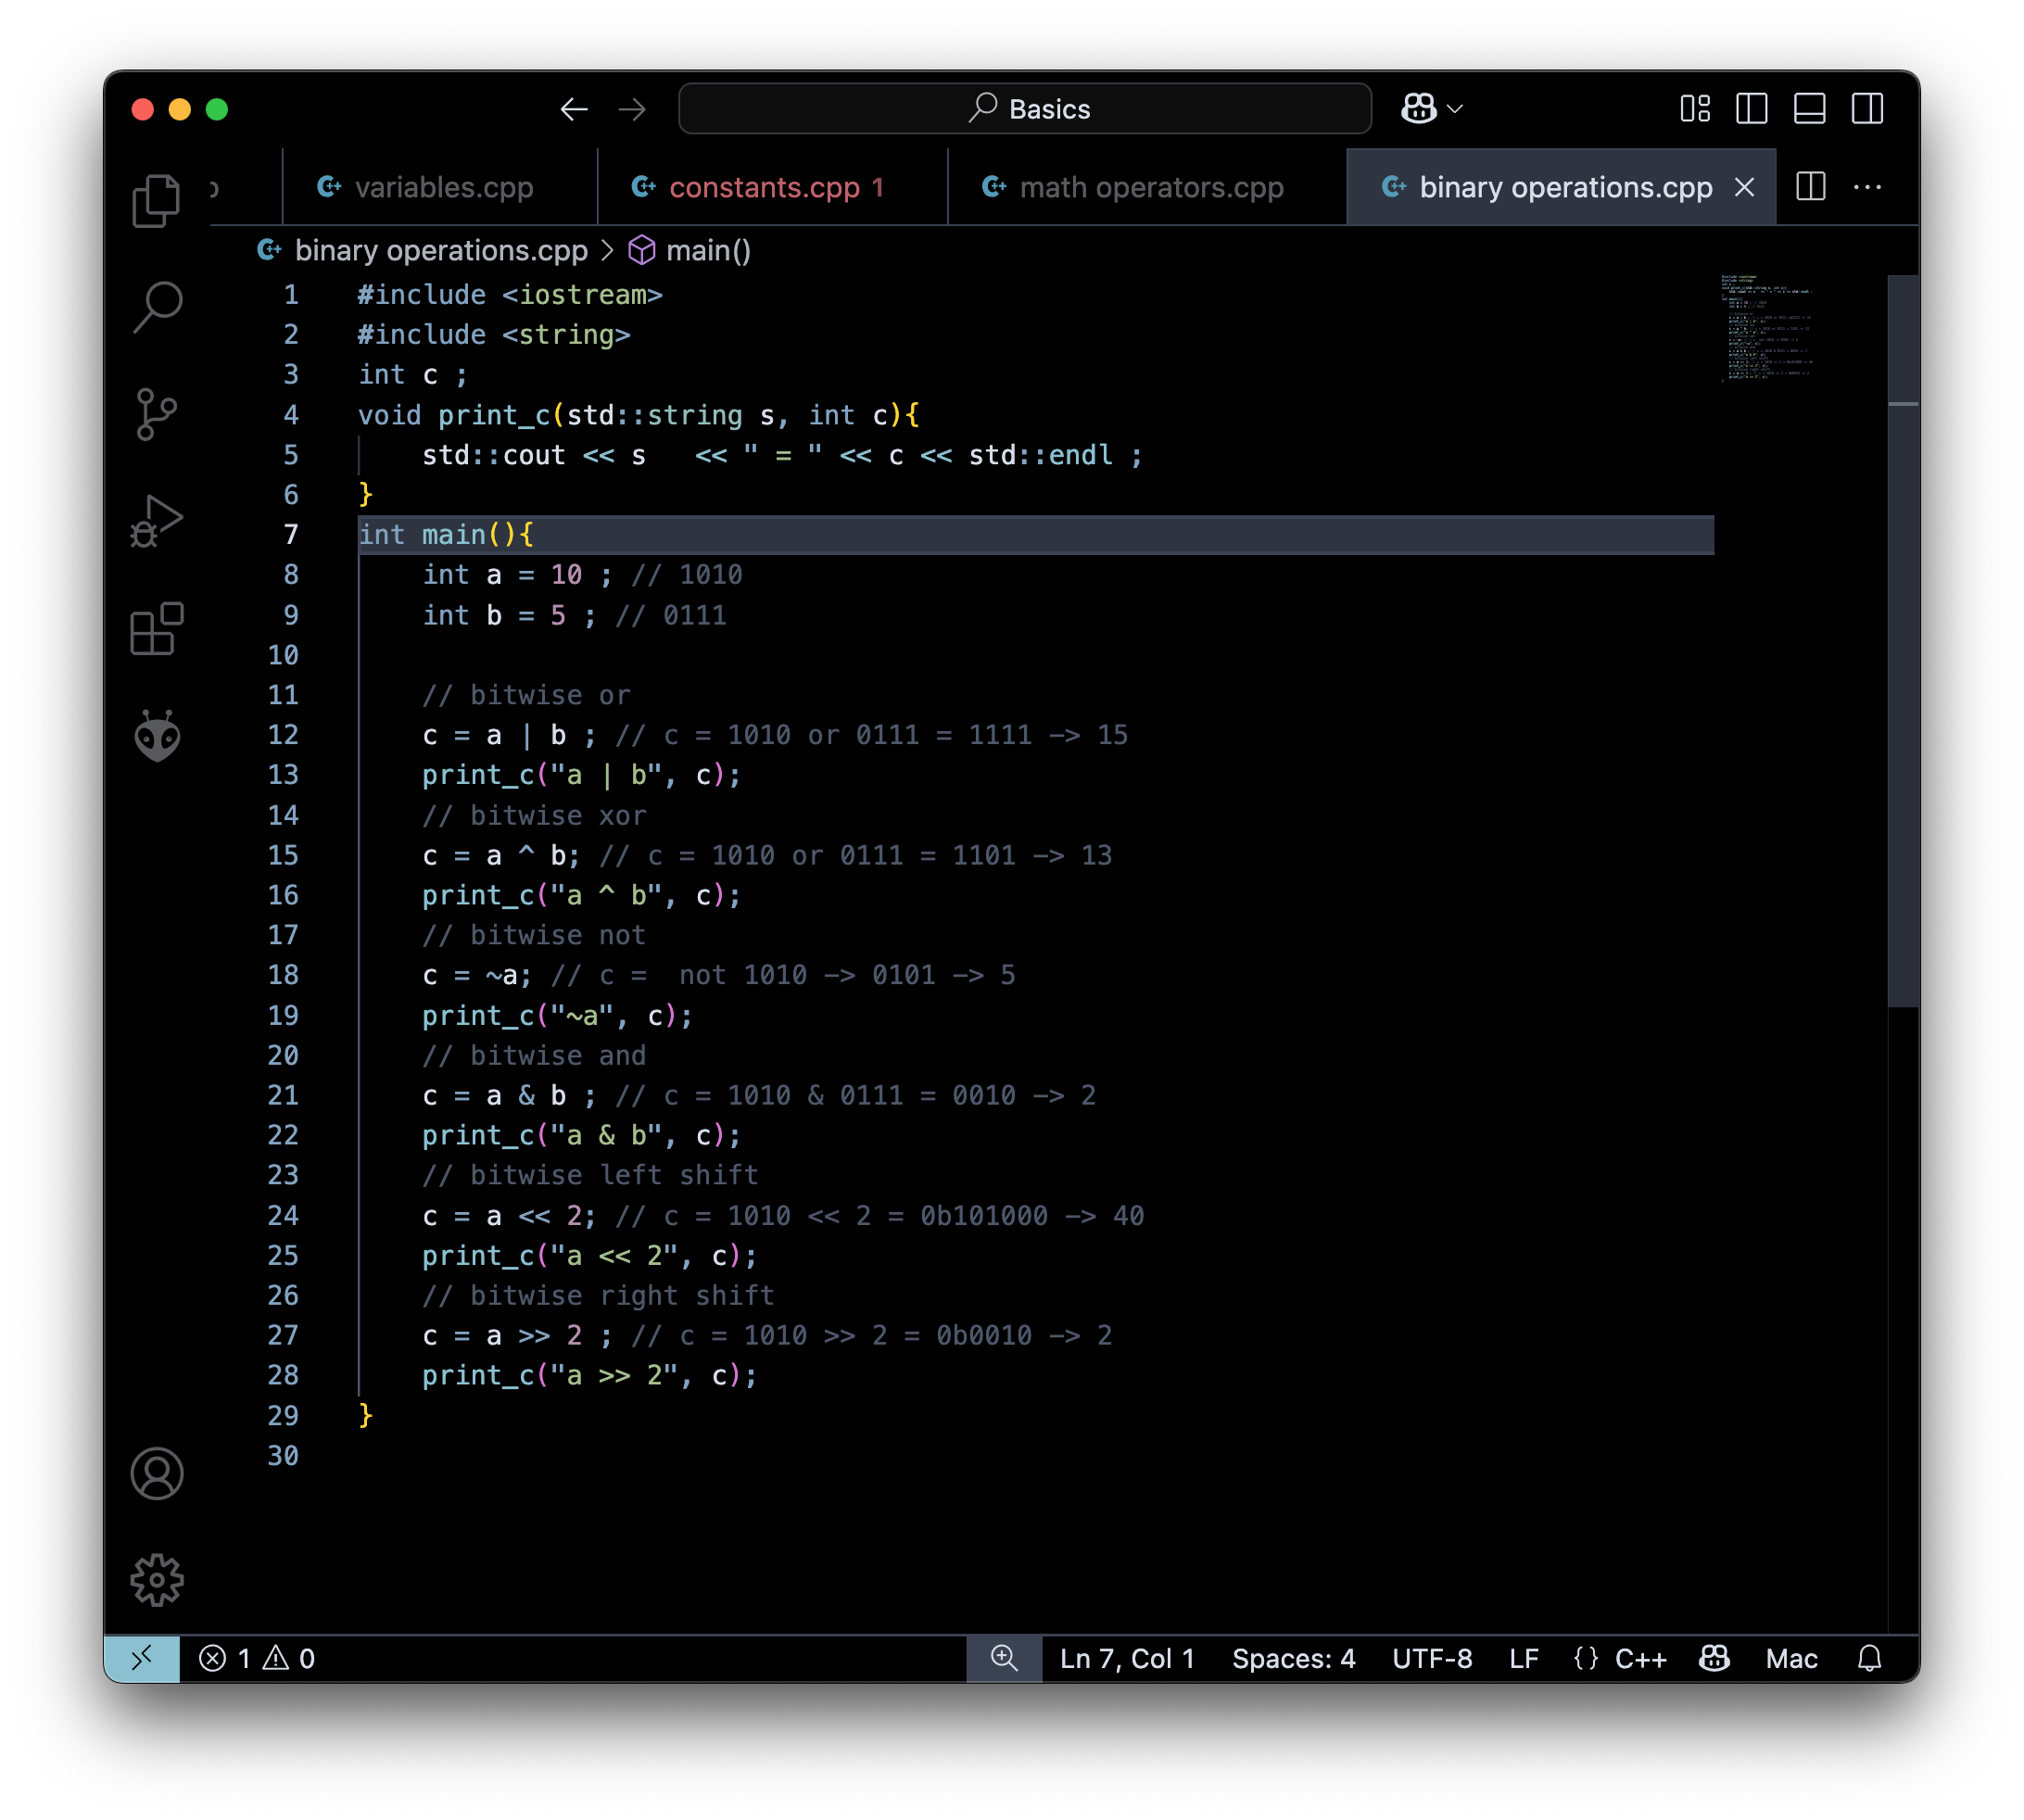 Basics
variables.cpp
constants.cpp 1
math operators.cpp
binary operations.cpp
binary operations.cpp > main()
1 #include <iostream>
2 #include <string>
3 int c ;
4 void print_c(std::string s, int c){
5     std::cout << s   << " = " << c << std::endl ;
6 }
7 int main(){
8     int a = 10 ; // 1010
9     int b = 5 ; // 0111
10
11     // bitwise or
12     c = a | b ; // c = 1010 or 0111 = 1111 -> 15
13     print_c("a | b", c);
14     // bitwise xor
15     c = a ^ b; // c = 1010 or 0111 = 1101 -> 13
16     print_c("a ^ b", c);
17     // bitwise not
18     c = ~a; // c =  not 1010 -> 0101 -> 5
19     print_c("~a", c);
20     // bitwise and
21     c = a & b ; // c = 1010 & 0111 = 0010 -> 2
22     print_c("a & b", c);
23     // bitwise left shift
24     c = a << 2; // c = 1010 << 2 = 0b101000 -> 40
25     print_c("a << 2", c);
26     // bitwise right shift
27     c = a >> 2 ; // c = 1010 >> 2 = 0b0010 -> 2
28     print_c("a >> 2", c);
29 }
30
1 0 Ln 7, Col 1 Spaces: 4 UTF-8 LF {} C++ Mac